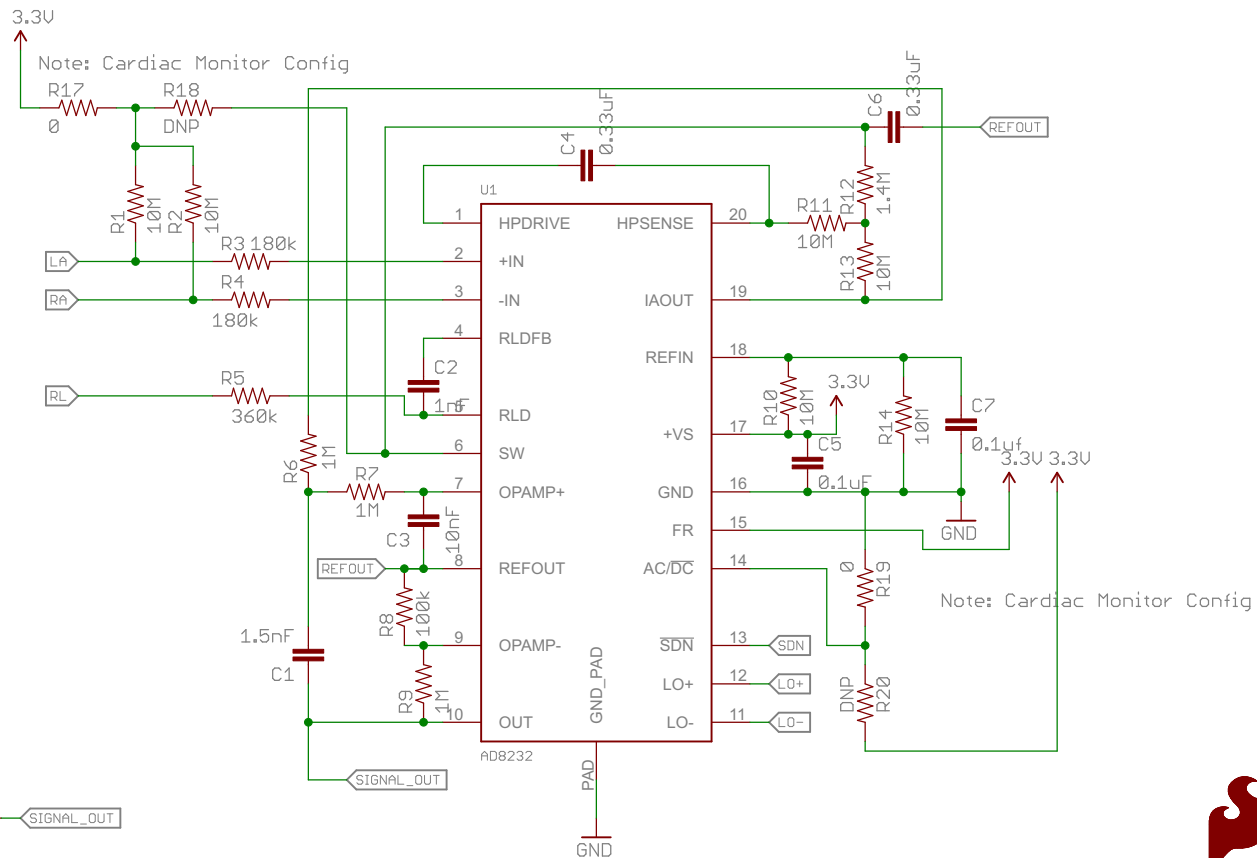 3.3V
Note: Cardiac Monitor Config
R17
0
R18
DNP
R1
10M
R2
10M
LA
RA
RL
R3 180k
R4
180k
R5
360k
C4
0.33uF
C6
0.33uF
REFOUT
R12
1.4M
R11
10M
R13
10M
U1
1
HPDRIVE
2
+IN
3
-IN
4
RLDFB
5
RLD
6
SW
7
OPAMP+
8
REFOUT
9
OPAMP-
10
OUT
20
HPSENSE
19
IAOUT
18
REFIN
17
+VS
16
GND
15
FR
14
AC/DC
13
SDN
12
LO+
11
LO-
GND_PAD
PAD
AD8232
GND
C2
1nF
R6
1M
R7
1M
C3
10nF
REFOUT
R8
100k
R9
1M
1.5nF
C1
SIGNAL_OUT
SIGNAL_OUT
R10
10M
3.3V
C5
0.1uF
R14
10M
C7
0.1uf
3.3V 3.3V
GND
0
R19
Note: Cardiac Monitor Config
DNP
R20
SDN
LO+
LO-